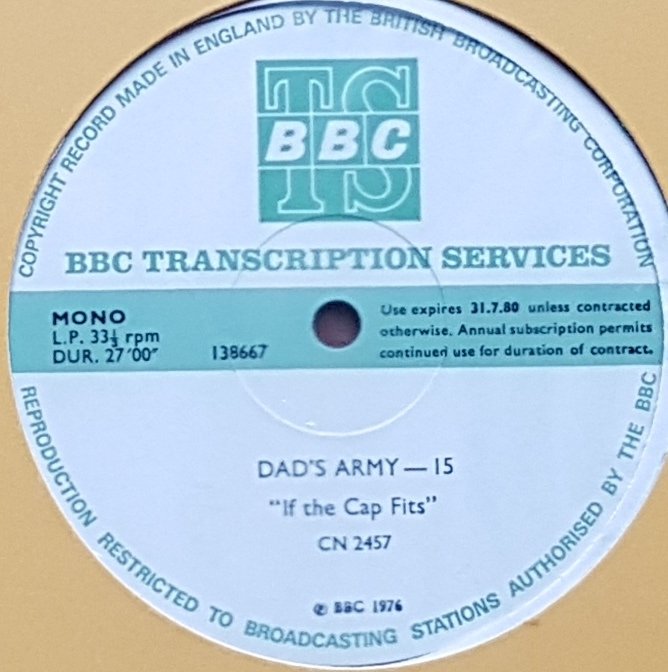 COPYRIGHT RECORD MADE IN ENGLAND BY THE BRITISH BROADCASTING CORPORATION
TS
BBC
BBC TRANSCRIPTION SERVICES
MONO
L.P. 33⅓ rpm
DUR. 27'00"
138667
Use expires 31.7.80 unless contracted
otherwise. Annual subscription permits
continued use for duration of contract.
DAD'S ARMY — 15
"If the Cap Fits"
CN 2457
℗ BBC 1976
REPRODUCTION RESTRICTED TO BROADCASTING STATIONS AUTHORISED BY THE BBC